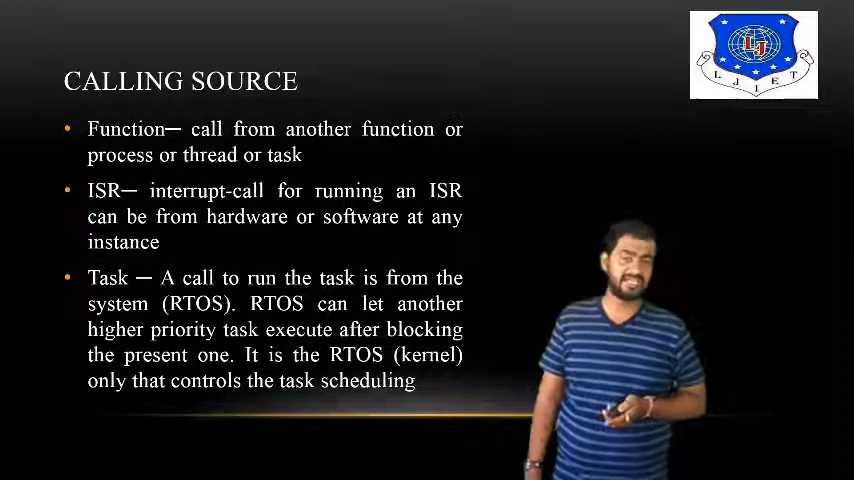 CALLING SOURCE
• Function— call from another function or
process or thread or task
• ISR— interrupt-call for running an ISR
can be from hardware or software at any
instance
• Task — A call to run the task is from the
system (RTOS). RTOS can let another
higher priority task execute after blocking
the present one. It is the RTOS (kernel)
only that controls the task scheduling
LJ
LJIET